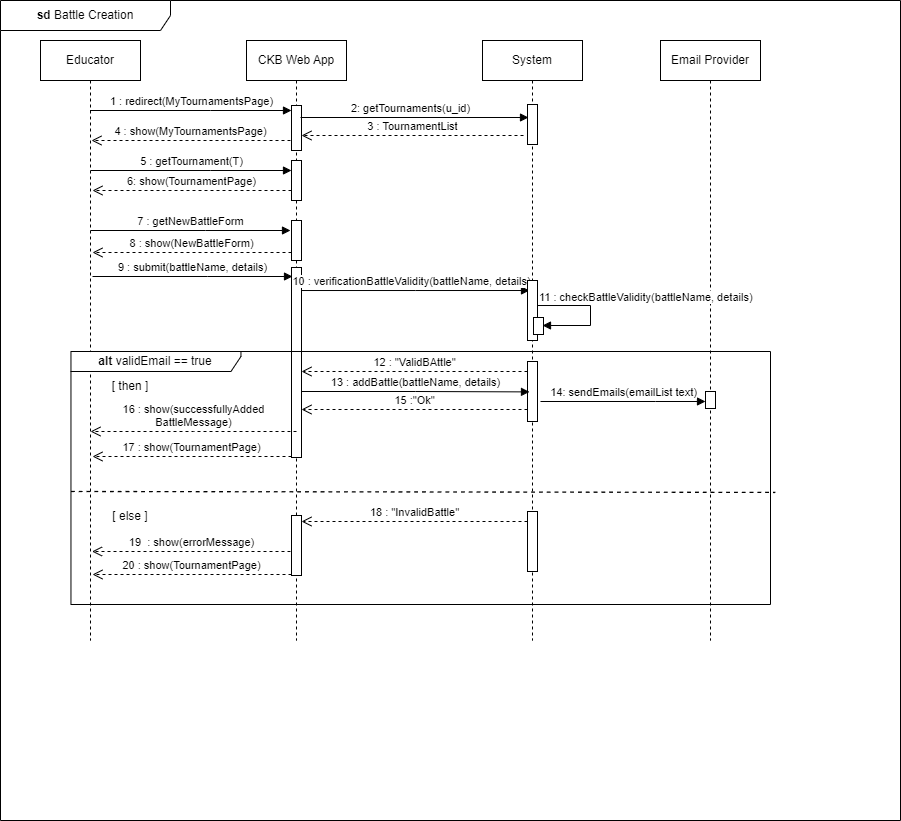 sd Battle Creation
Educator
CKB Web App
System
Email Provider
1 : redirect(MyTournamentsPage)
2: getTournaments(u_id)
3 : TournamentList
4 : show(MyTournamentsPage)
5 : getTournament(T)
6: show(TournamentPage)
7 : getNewBattleForm
8 : show(NewBattleForm)
9 : submit(battleName, details)
10 : verificationBattleValidity(battleName, details)
11 : checkBattleValidity(battleName, details)
alt validEmail == true
12 : "ValidBAttle"
[ then ]
13 : addBattle(battleName, details)
14: sendEmails(emailList text)
15 :"Ok"
16 : show(successfullyAdded
BattleMessage)
17 : show(TournamentPage)
[ else ]
18 : "InvalidBattle"
19 : show(errorMessage)
20 : show(TournamentPage)